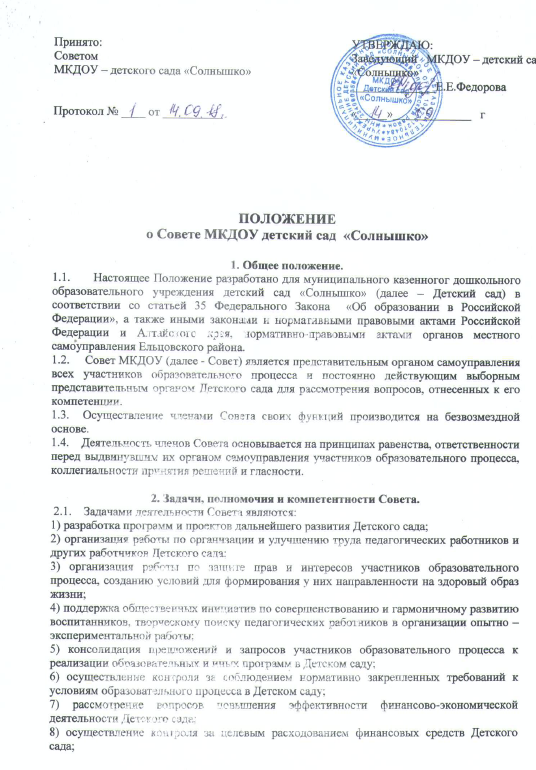 Принято:
Советом
МКДОУ – детского сада «Солнышко»
Протокол № 1 от 14.09.
УТВЕРЖДАЮ:
Заведующий МКДОУ – детский са
«Солнышко»
Е.Е.Федорова
14 » 09 г
МКДОУ
Детский сад
«Солнышко»
ПОЛОЖЕНИЕ
о Совете МКДОУ детский сад «Солнышко»
1. Общее положение.
1.1. Настоящее Положение разработано для муниципального казенногог дошкольного
образовательного учреждения детский сад «Солнышко» (далее – Детский сад) в
соответствии со статьей 35 Федерального Закона «Об образовании в Российской
Федерации», а также иными законами и нормативными правовыми актами Российской
Федерации и Алтайского края, нормативно-правовыми актами органов местного
самоуправления Ельцовского района.
1.2. Совет МКДОУ (далее - Совет) является представительным органом самоуправления
всех участников образовательного процесса и постоянно действующим выборным
представительным органом Детского сада для рассмотрения вопросов, отнесенных к его
компетенции.
1.3. Осуществление членами Совета своих функций производится на безвозмездной
основе.
1.4. Деятельность членов Совета основывается на принципах равенства, ответственности
перед выдвинувшим их органом самоуправления участников образовательного процесса,
коллегиальности принятия решений и гласности.
2. Задачи, полномочия и компетентности Совета.
2.1. Задачами деятельности Совета являются:
1) разработка программ и проектов дальнейшего развития Детского сада;
2) организация работы по организации и улучшению труда педагогических работников и
других работников Детского сада;
3) организация работы по защите прав и интересов участников образовательного
процесса, созданию условий для формирования у них направленности на здоровый образ
жизни;
4) поддержка общественных инициатив по совершенствованию и гармоничному развитию
воспитанников, творческому поиску педагогических работников в организации опытно –
экспериментальной работы;
5) консолидация предложений и запросов участников образовательного процесса к
реализации образовательных и иных программ в Детском саду;
6) осуществление контроля за соблюдением нормативно закрепленных требований к
условиям образовательного процесса в Детском саду;
7) рассмотрение вопросов повышения эффективности финансово-экономической
деятельности Детского сада;
8) осуществление контроля за целевым расходованием финансовых средств Детского
сада;